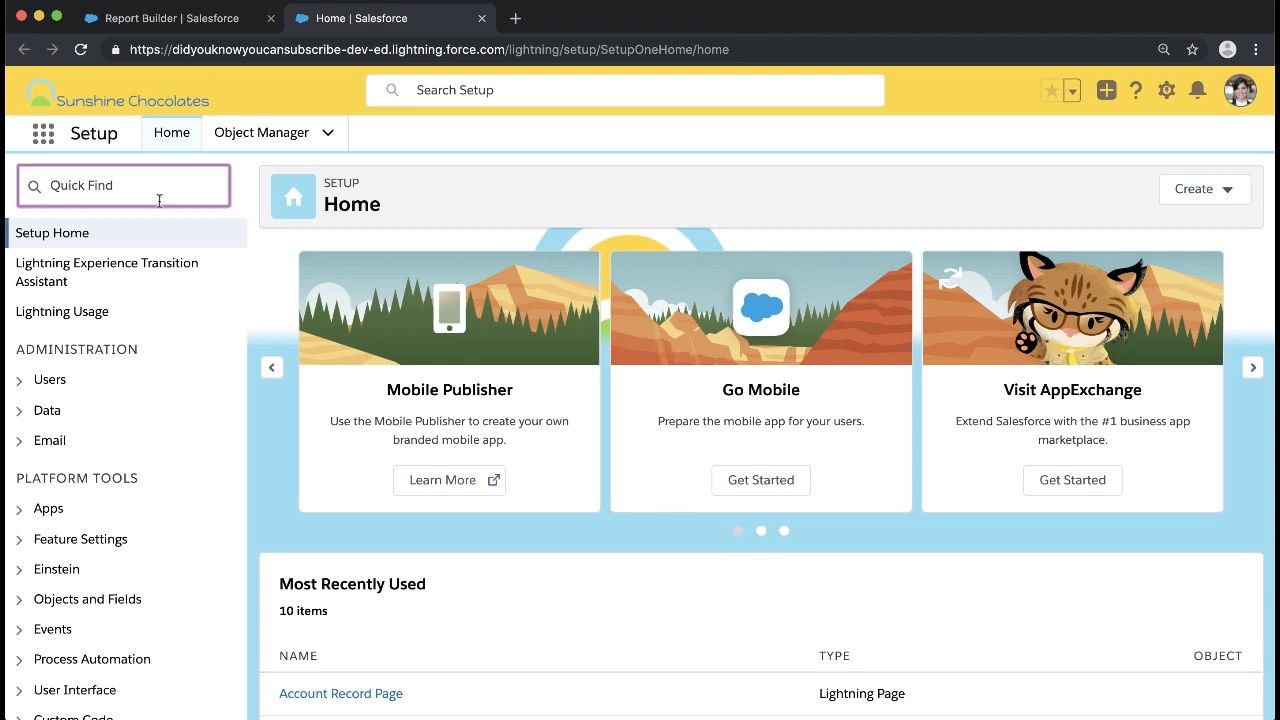 Report Builder | Salesforce
Home | Salesforce
https://didyouknowyoucansubscribe-dev-ed.lightning.force.com/lightning/setup/SetupOneHome/home
Sunshine Chocolates
Search Setup
Setup
Home
Object Manager
Quick Find
Setup Home
Lightning Experience Transition
Assistant
Lightning Usage
ADMINISTRATION
Users
Data
Email
PLATFORM TOOLS
Apps
Feature Settings
Einstein
Objects and Fields
Events
Process Automation
User Interface
Custom Code
SETUP
Home
Create
Mobile Publisher
Use the Mobile Publisher to create your own
branded mobile app.
Learn More
Go Mobile
Prepare the mobile app for your users.
Get Started
Visit AppExchange
Extend Salesforce with the #1 business app
marketplace.
Get Started
Most Recently Used
10 items
NAME
TYPE
OBJECT
Account Record Page
Lightning Page